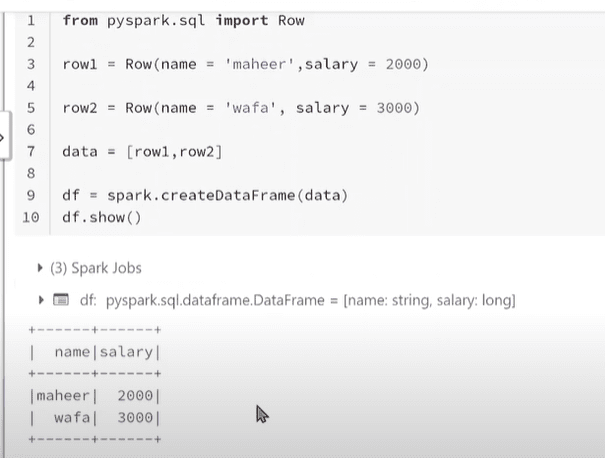 1 from pyspark.sql import Row
2
3 row1 = Row(name = 'maheer',salary = 2000)
4
5 row2 = Row(name = 'wafa', salary = 3000)
6
7 data = [row1,row2]
8
9 df = spark.createDataFrame(data)
10 df.show()
(3) Spark Jobs
df: pyspark.sql.dataframe.DataFrame = [name: string, salary: long]
+------+------+
|  name|salary|
+------+------+
|maheer|  2000|
|  wafa|  3000|
+------+------+